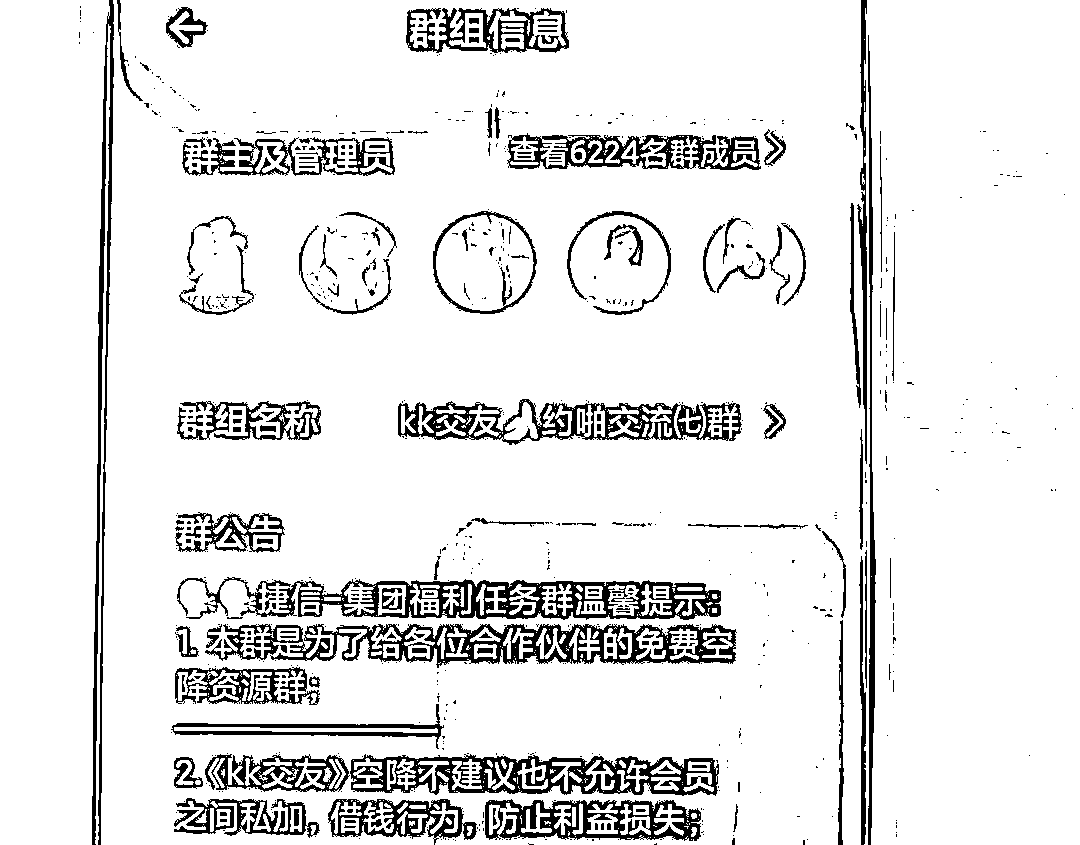 群组信息
群主及管理员 查看6224名群成员
KK交友
群组名称 kk交友约啪交流㈦群
群公告
捷信-集团福利任务群温馨提示：
1. 本群是为了给各位合作伙伴的免费空
降资源群；
2.《kk交友》空降不建议也不允许会员
之间私加，借钱行为，防止利益损失；